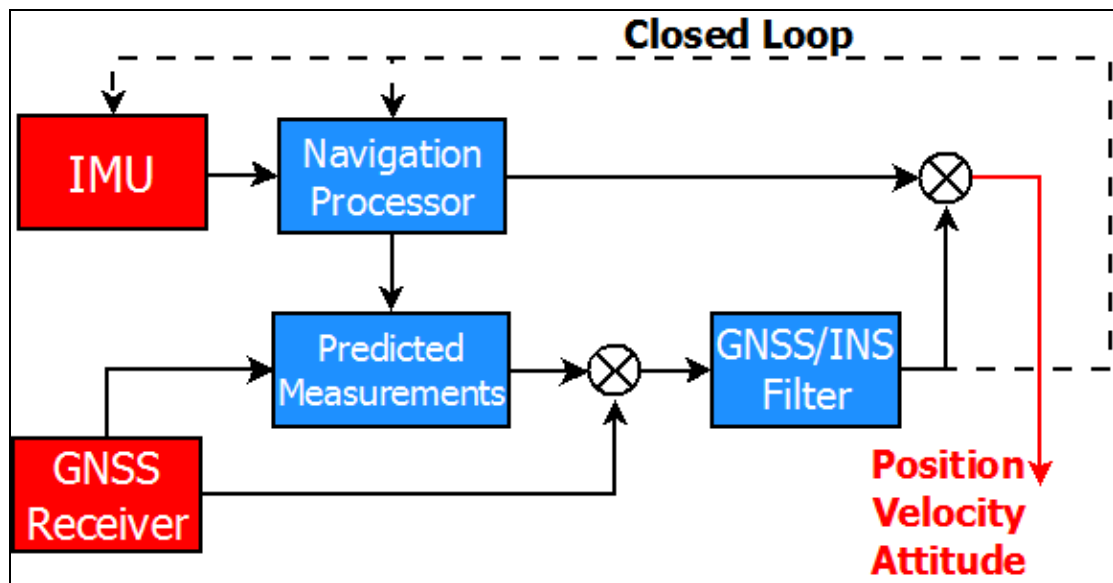 Closed Loop
IMU
Navigation
Processor
Predicted
Measurements
GNSS/INS
Filter
GNSS
Receiver
Position
Velocity
Attitude